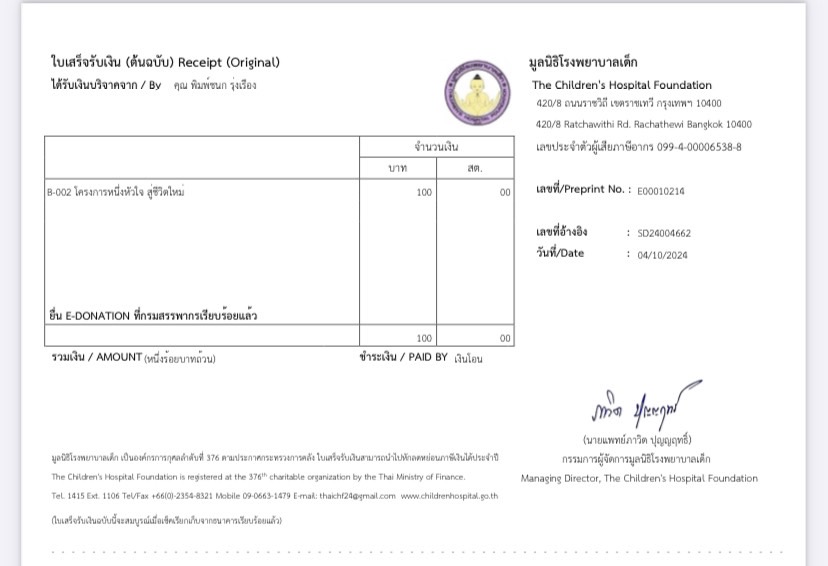 ใบเสร็จรับเงิน (ต้นฉบับ) Receipt (Original)
ได้รับเงินบริจาคจาก / By คุณ พิมพ์ชนก รุ่งเรือง
มูลนิธิโรงพยาบาลเด็ก
The Children's Hospital Foundation
420/8 ถนนราชวิถี เขตราชเทวี กรุงเทพฯ 10400
420/8 Ratchawithi Rd. Rachathewi Bangkok 10400
เลขประจำตัวผู้เสียภาษีอากร 099-4-00006538-8
เลขที่/Preprint No. : E00010214
เลขที่อ้างอิง : SD24004662
วันที่/Date : 04/10/2024
จำนวนเงิน
บาท สต.
B-002 โครงการหนึ่งหัวใจ สู่ชีวิตใหม่ 100 00
ยื่น E-DONATION ที่กรมสรรพากรเรียบร้อยแล้ว
100 00
รวมเงิน / AMOUNT (หนึ่งร้อยบาทถ้วน) ชำระเงิน / PAID BY เงินโอน
(นายแพทย์ภาวิต ปุญญฤทธิ์)
กรรมการผู้จัดการมูลนิธิโรงพยาบาลเด็ก
Managing Director, The Children's Hospital Foundation
มูลนิธิโรงพยาบาลเด็ก เป็นองค์กรการกุศลลำดับที่ 376 ตามประกาศกระทรวงการคลัง ใบเสร็จรับเงินสามารถนำไปหักลดหย่อนภาษีเงินได้ประจำปี
The Children's Hospital Foundation is registered at the 376th charitable organization by the Thai Ministry of Finance.
Tel. 1415 Ext. 1106 Tel/Fax +66(0)-2354-8321 Mobile 09-0663-1479 E-mail: thaichf24@gmail.com www.childrenhospital.go.th
(ใบเสร็จรับเงินฉบับนี้จะสมบูรณ์เมื่อเช็คเรียกเก็บจากธนาคารเรียบร้อยแล้ว)